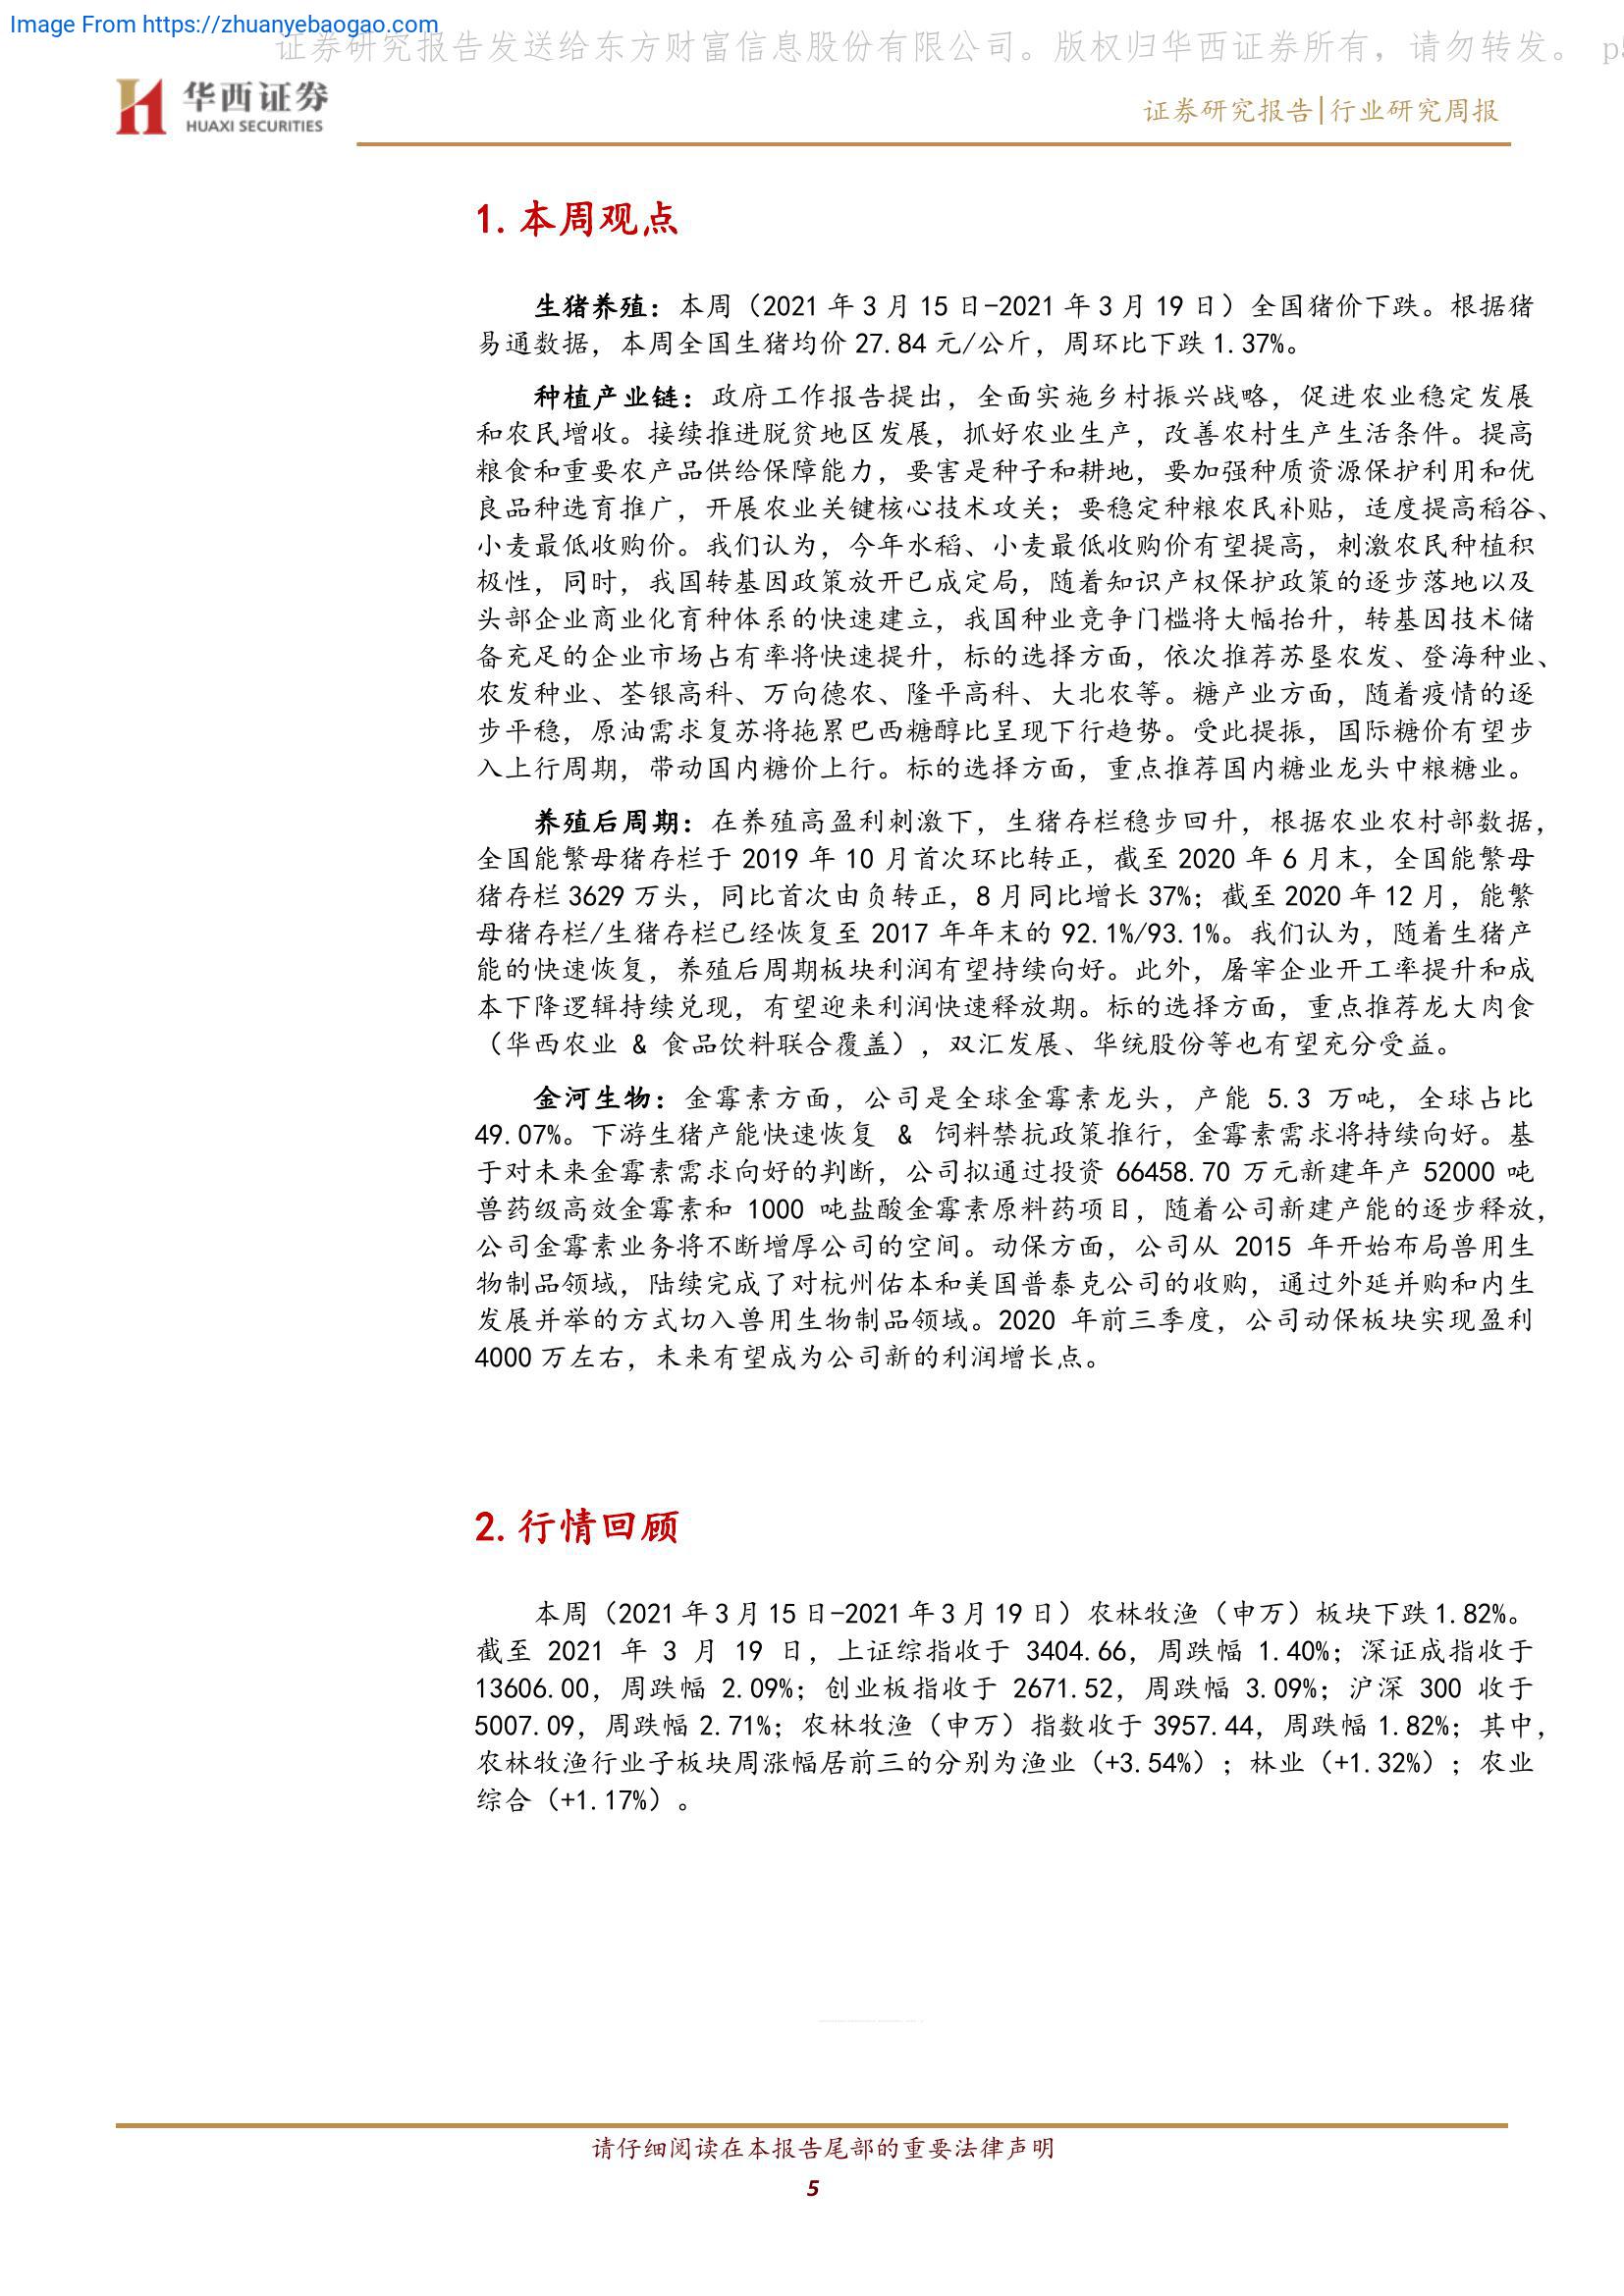 Image From https://zhuanyebaogao.com
证券研究报告发送给东方财富信息股份有限公司。版权归华西证券所有，请勿转发。 p5
华西证券
HUAXI SECURITIES
证券研究报告|行业研究周报
1. 本周观点
生猪养殖：本周（2021 年 3 月 15 日-2021 年 3 月 19 日）全国猪价下跌。根据猪
易通数据，本周全国生猪均价 27.84 元/公斤，周环比下跌 1.37%。
种植产业链：政府工作报告提出，全面实施乡村振兴战略，促进农业稳定发展
和农民增收。接续推进脱贫地区发展，抓好农业生产，改善农村生产生活条件。提高
粮食和重要农产品供给保障能力，要害是种子和耕地，要加强种质资源保护利用和优
良品种选育推广，开展农业关键核心技术攻关；要稳定种粮农民补贴，适度提高稻谷、
小麦最低收购价。我们认为，今年水稻、小麦最低收购价有望提高，刺激农民种植积
极性，同时，我国转基因政策放开已成定局，随着知识产权保护政策的逐步落地以及
头部企业商业化育种体系的快速建立，我国种业竞争门槛将大幅抬升，转基因技术储
备充足的企业市场占有率将快速提升，标的选择方面，依次推荐苏垦农发、登海种业、
农发种业、荃银高科、万向德农、隆平高科、大北农等。糖产业方面，随着疫情的逐
步平稳，原油需求复苏将拖累巴西糖醇比呈现下行趋势。受此提振，国际糖价有望步
入上行周期，带动国内糖价上行。标的选择方面，重点推荐国内糖业龙头中粮糖业。
养殖后周期：在养殖高盈利刺激下，生猪存栏稳步回升，根据农业农村部数据，
全国能繁母猪存栏于 2019 年 10 月首次环比转正，截至 2020 年 6 月末，全国能繁母
猪存栏 3629 万头，同比首次由负转正，8 月同比增长 37%；截至 2020 年 12 月，能繁
母猪存栏/生猪存栏已经恢复至 2017 年年末的 92.1%/93.1%。我们认为，随着生猪产
能的快速恢复，养殖后周期板块利润有望持续向好。此外，屠宰企业开工率提升和成
本下降逻辑持续兑现，有望迎来利润快速释放期。标的选择方面，重点推荐龙大肉食
（华西农业 & 食品饮料联合覆盖），双汇发展、华统股份等也有望充分受益。
金河生物：金霉素方面，公司是全球金霉素龙头，产能 5.3 万吨，全球占比
49.07%。下游生猪产能快速恢复 & 饲料禁抗政策推行，金霉素需求将持续向好。基
于对未来金霉素需求向好的判断，公司拟通过投资 66458.70 万元新建年产 52000 吨
兽药级高效金霉素和 1000 吨盐酸金霉素原料药项目，随着公司新建产能的逐步释放，
公司金霉素业务将不断增厚公司的空间。动保方面，公司从 2015 年开始布局兽用生
物制品领域，陆续完成了对杭州佑本和美国普泰克公司的收购，通过外延并购和内生
发展并举的方式切入兽用生物制品领域。2020 年前三季度，公司动保板块实现盈利
4000 万左右，未来有望成为公司新的利润增长点。
2. 行情回顾
本周（2021 年 3 月 15 日-2021 年 3 月 19 日）农林牧渔（申万）板块下跌 1.82%。
截至 2021 年 3 月 19 日，上证综指收于 3404.66，周跌幅 1.40%；深证成指收于
13606.00，周跌幅 2.09%；创业板指收于 2671.52，周跌幅 3.09%；沪深 300 收于
5007.09，周跌幅 2.71%；农林牧渔（申万）指数收于 3957.44，周跌幅 1.82%；其中，
农林牧渔行业子板块周涨幅居前三的分别为渔业（+3.54%）；林业（+1.32%）；农业
综合（+1.17%）。
请仔细阅读在本报告尾部的重要法律声明
5